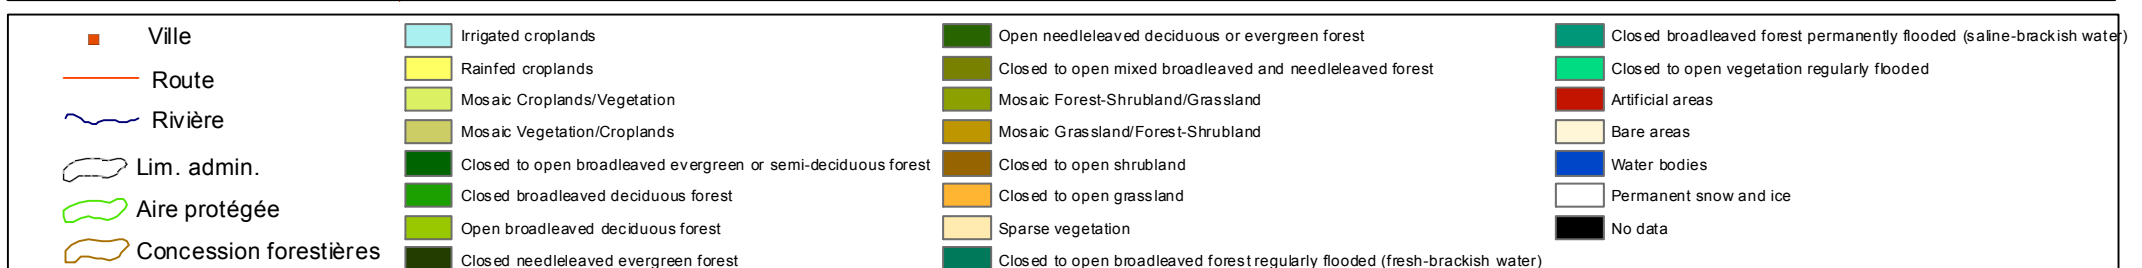 Ville
Route
Rivière
Lim. admin.
Aire protégée
Concession forestières
Irrigated croplands
Rainfed croplands
Mosaic Croplands/Vegetation
Mosaic Vegetation/Croplands
Closed to open broadleaved evergreen or semi-deciduous forest
Closed broadleaved deciduous forest
Open broadleaved deciduous forest
Closed needleleaved evergreen forest
Open needleleaved deciduous or evergreen forest
Closed to open mixed broadleaved and needleleaved forest
Mosaic Forest-Shrubland/Grassland
Mosaic Grassland/Forest-Shrubland
Closed to open shrubland
Closed to open grassland
Sparse vegetation
Closed to open broadleaved forest regularly flooded (fresh-brackish water)
Closed broadleaved forest permanently flooded (saline-brackish water)
Closed to open vegetation regularly flooded
Artificial areas
Bare areas
Water bodies
Permanent snow and ice
No data